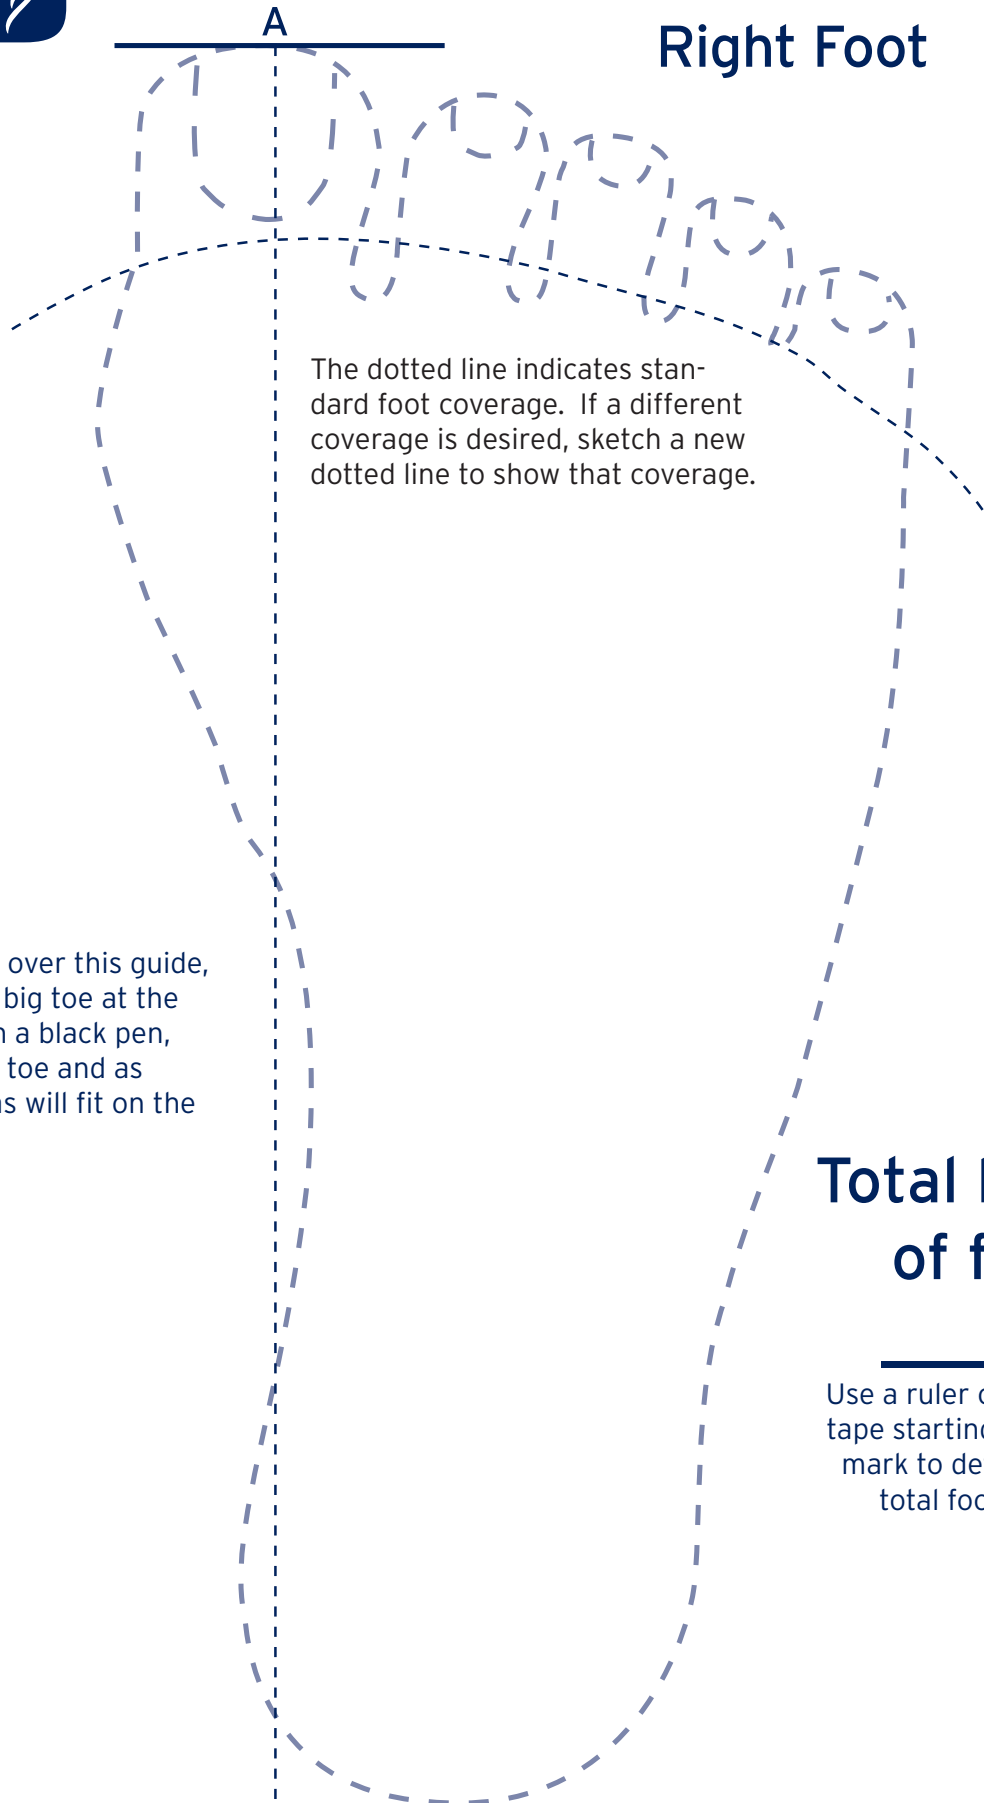 A
Right Foot
The dotted line indicates stan-
dard foot coverage.  If a different
coverage is desired, sketch a new
dotted line to show that coverage.
over this guide,
big toe at the
a black pen,
toe and as
will fit on the
Total
of
Use a ruler
tape starting
mark to
total